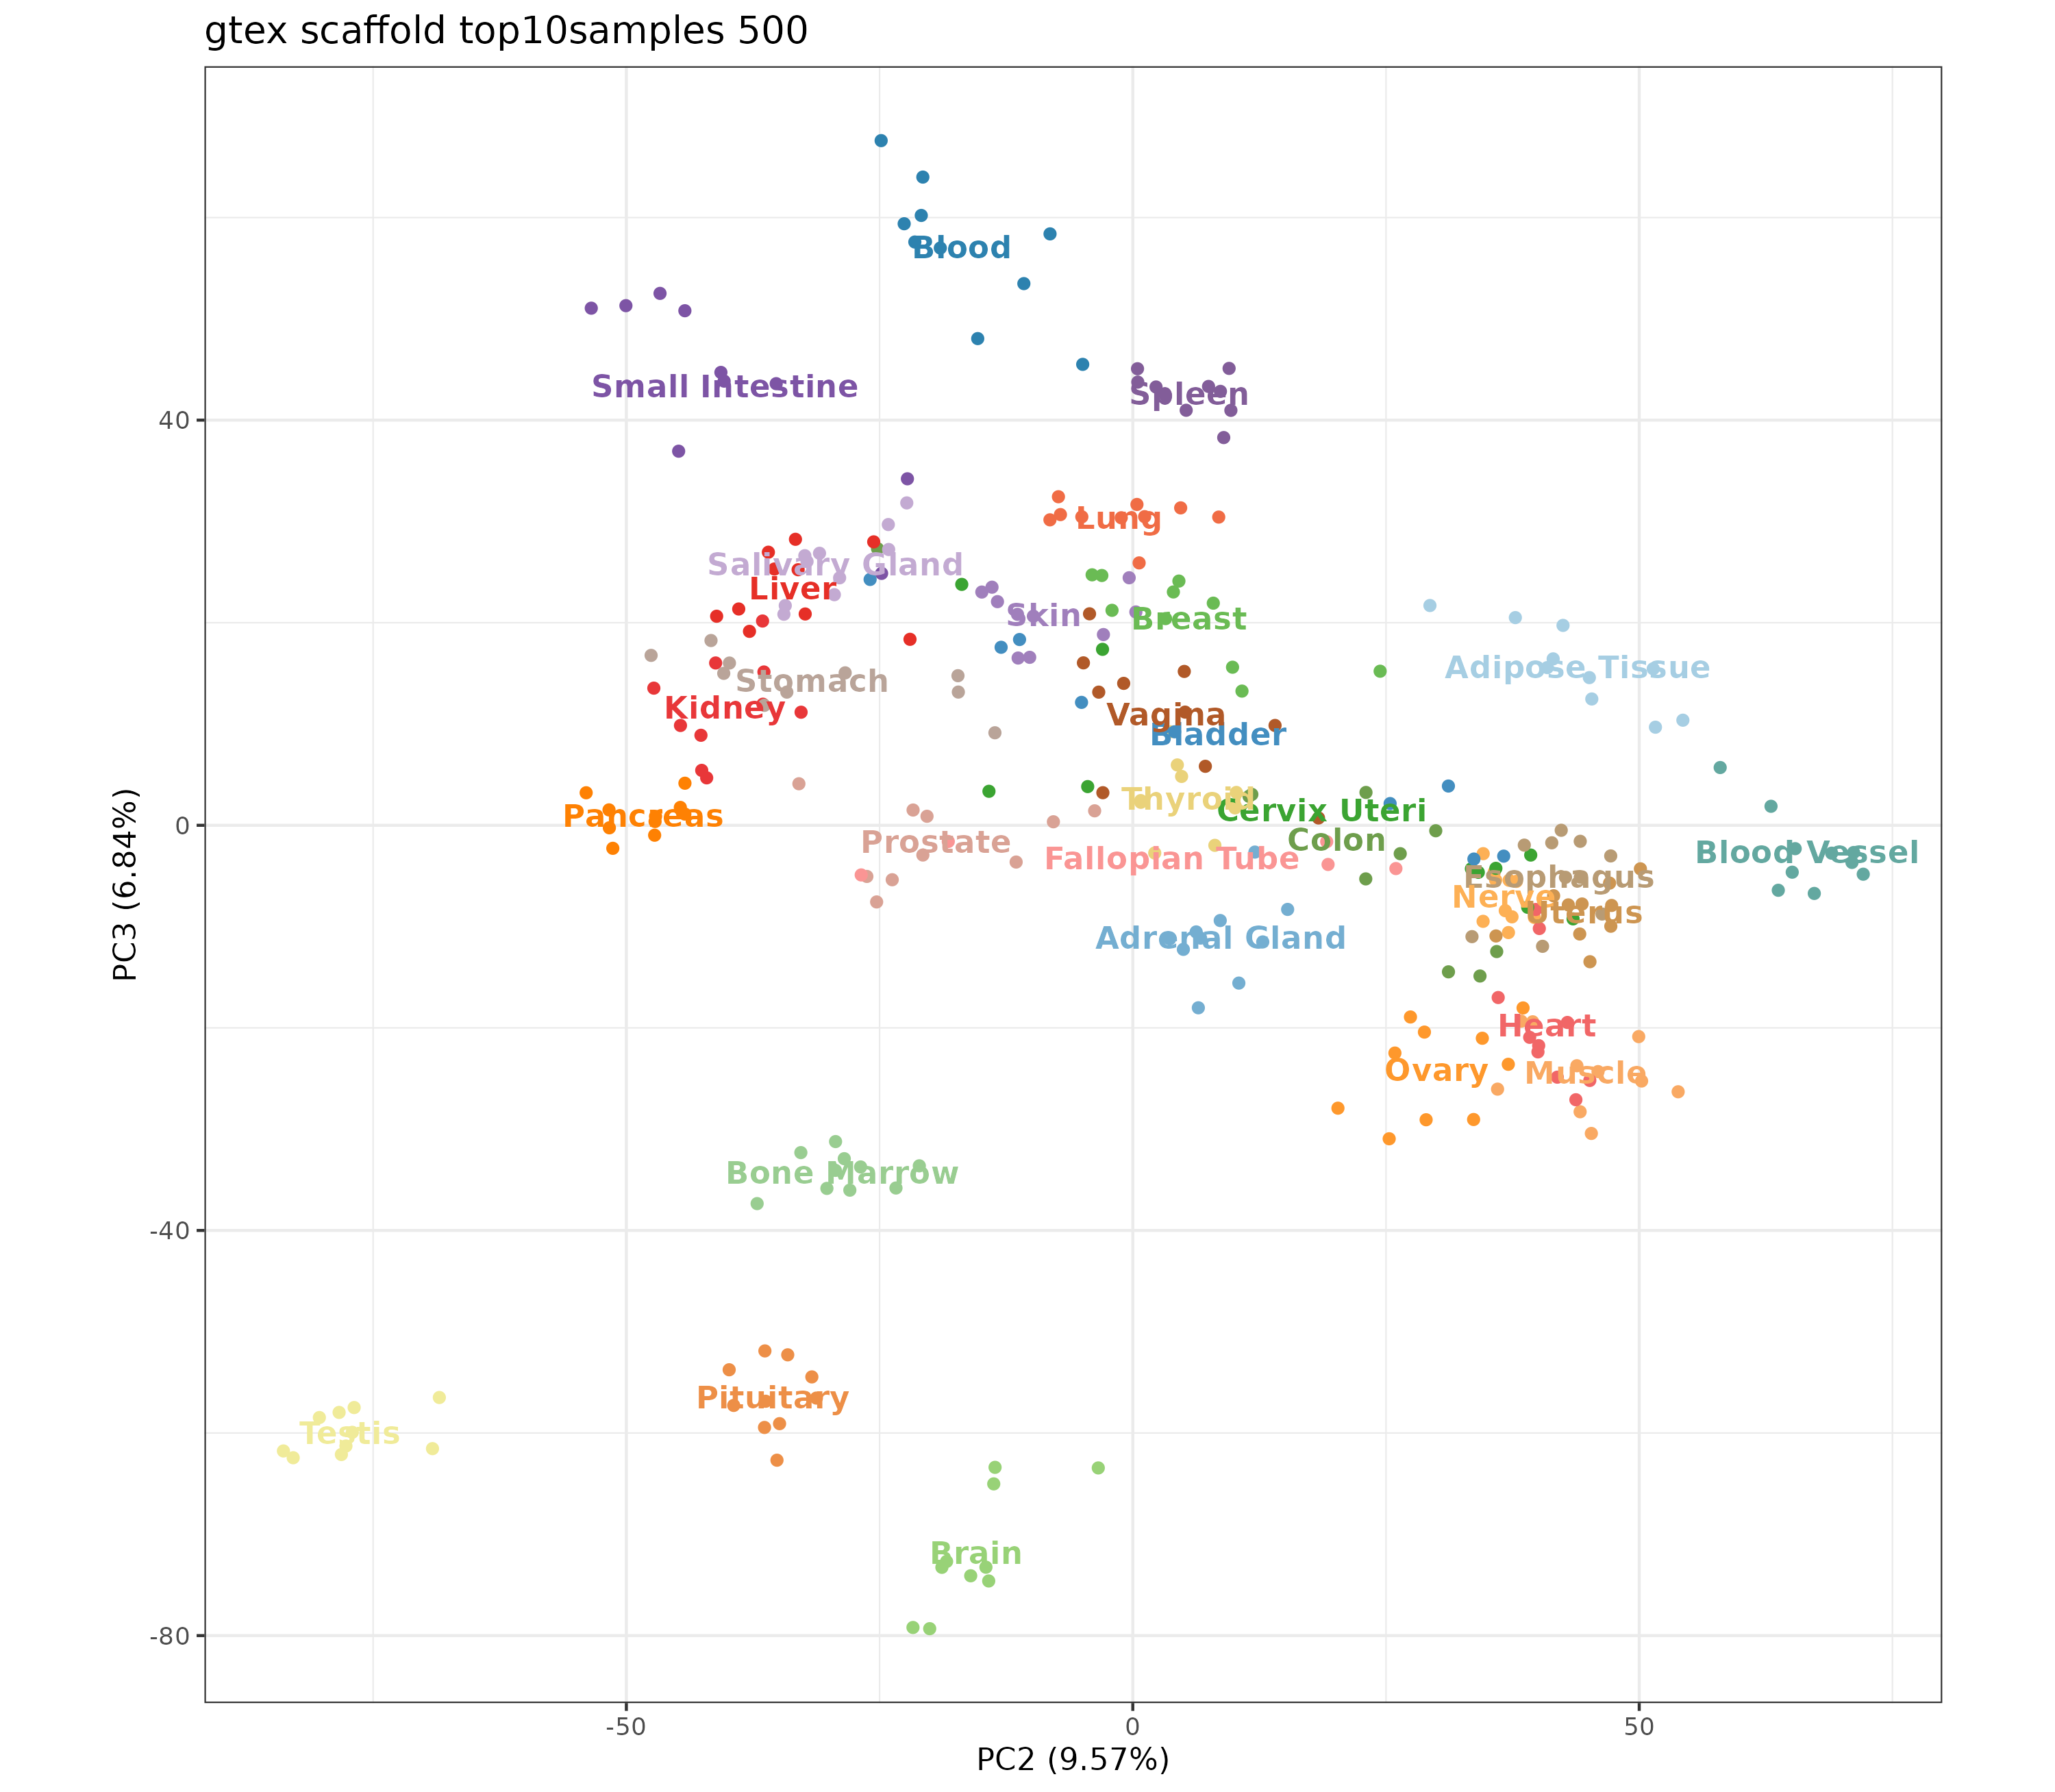 gtex scaffold top10samples 500
Blood
Small Intestine
Spleen
40
Lung
Salivary Gland
Liver
Skin
Breast
Adipose Tissue
Stomach
Kidney
Vagina
Bladder
Thyroid
Cervix Uteri
Pancreas
0
Prostate
Colon
Fallopian Tube
Blood Vessel
Esophagus
Nerve
Uterus
Adrenal Gland
PC3 (6.84%)
Heart
Ovary
Muscle
Bone Marrow
-40
Pituitary
Testis
Brain
-80
-50
0
50
PC2 (9.57%)